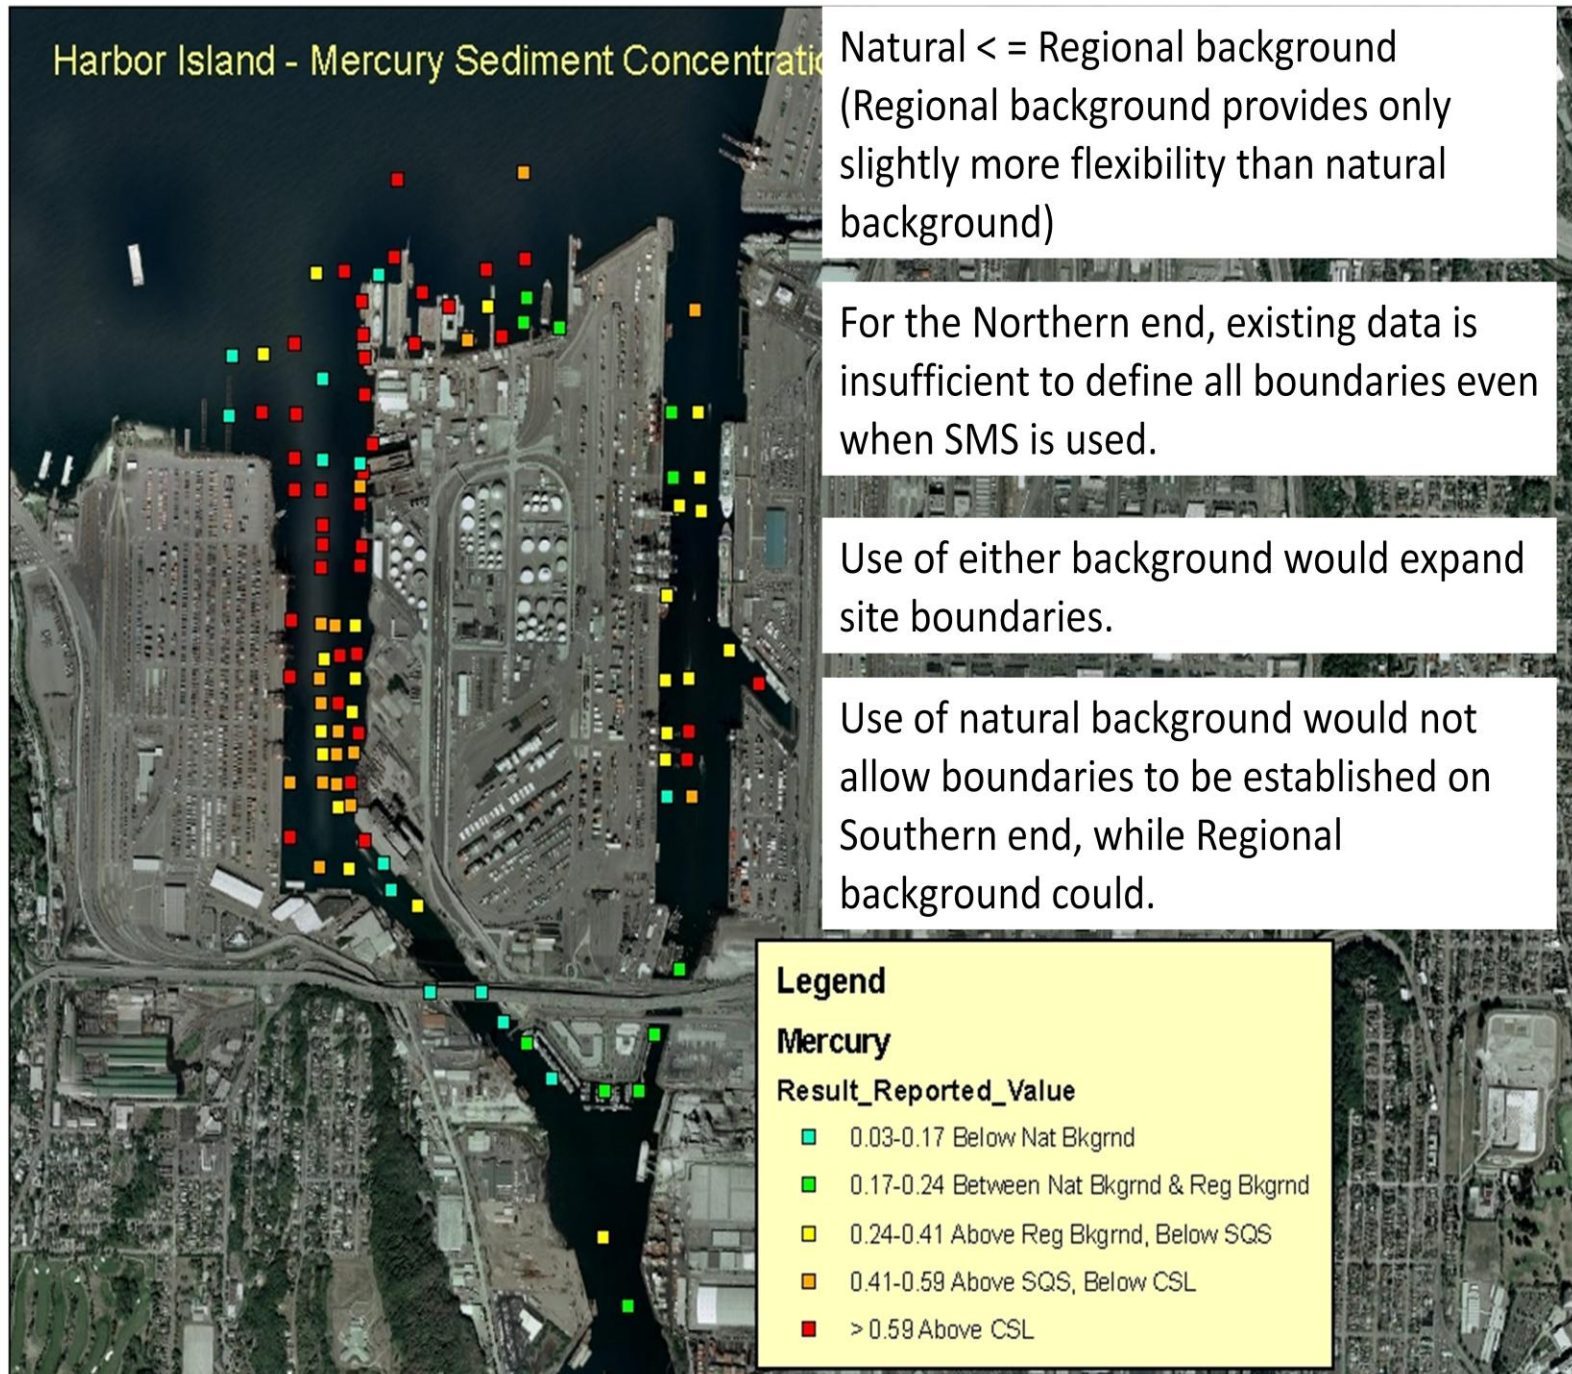 Harbor Island - Mercury Sediment Concentratio
Natural < = Regional background
(Regional background provides only
slightly more flexibility than natural
background)
For the Northern end, existing data is
insufficient to define all boundaries even
when SMS is used.
Use of either background would expand
site boundaries.
Use of natural background would not
allow boundaries to be established on
Southern end, while Regional
background could.
Legend
Mercury
Result_Reported_Value
0.03-0.17 Below Nat Bkgrnd
0.17-0.24 Between Nat Bkgrnd & Reg Bkgrnd
0.24-0.41 Above Reg Bkgrnd, Below SQS
0.41-0.59 Above SQS, Below CSL
> 0.59 Above CSL